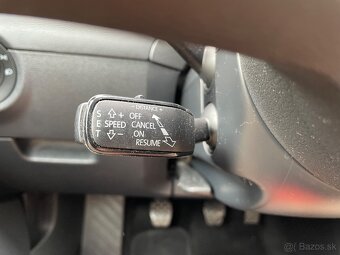 - DISTANCE +
S + OFF
E SPEED CANCEL
T - ON
RESUME
© Bazos.sk